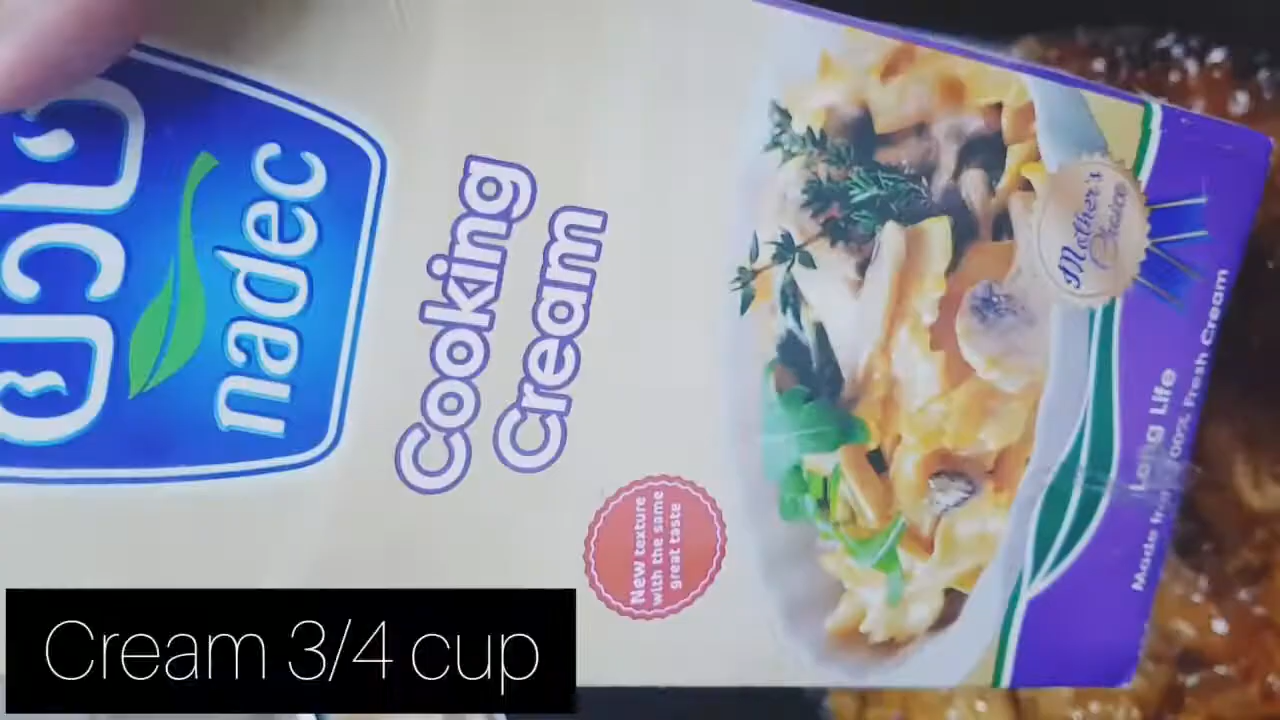 nadec
Cooking
Cream
New texture
with the same
great taste
Mother's
Choice
Long Life
Made from 100% Fresh Cream
Cream 3/4 cup